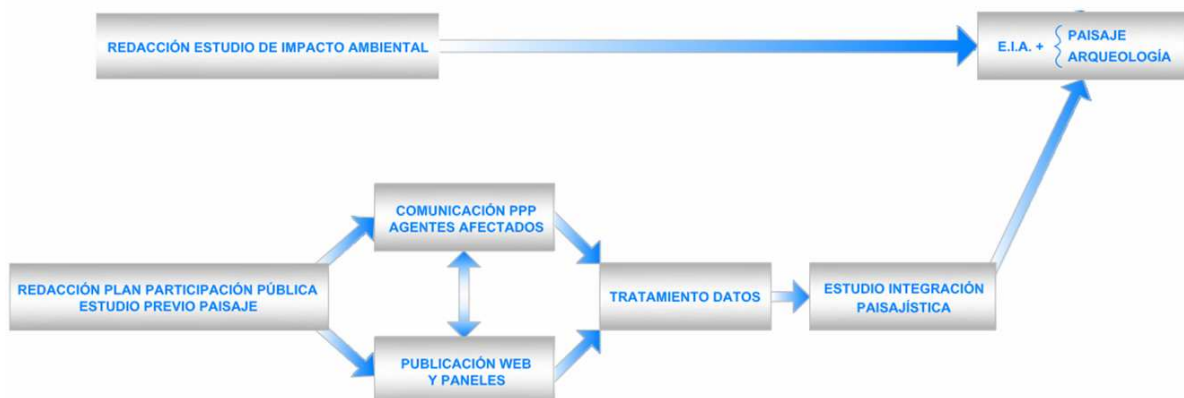 REDACCIÓN ESTUDIO DE IMPACTO AMBIENTAL
E.I.A. +
PAISAJE
ARQUEOLOGÍA
COMUNICACIÓN PPP
AGENTES AFECTADOS
REDACCIÓN PLAN PARTICIPACIÓN PÚBLICA
ESTUDIO PREVIO PAISAJE
TRATAMIENTO DATOS
ESTUDIO INTEGRACIÓN
PAISAJÍSTICA
PUBLICACIÓN WEB
Y PANELES